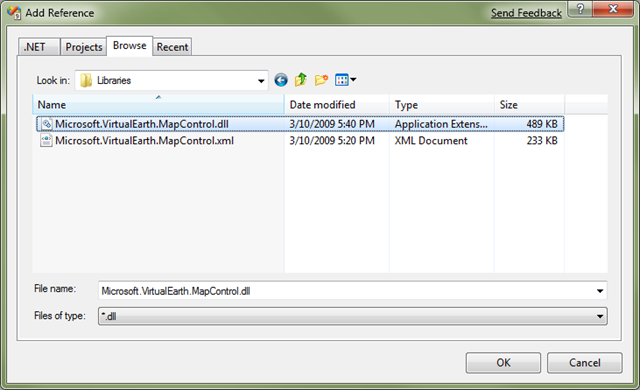 Add Reference
Send Feedback
.NET Projects Browse Recent
Look in: Libraries
Name Date modified Type Size
Microsoft.VirtualEarth.MapControl.dll 3/10/2009 5:40 PM Application Extens... 489 KB
Microsoft.VirtualEarth.MapControl.xml 3/10/2009 5:20 PM XML Document 233 KB
File name: Microsoft.VirtualEarth.MapControl.dll
Files of type: *.dll
OK Cancel